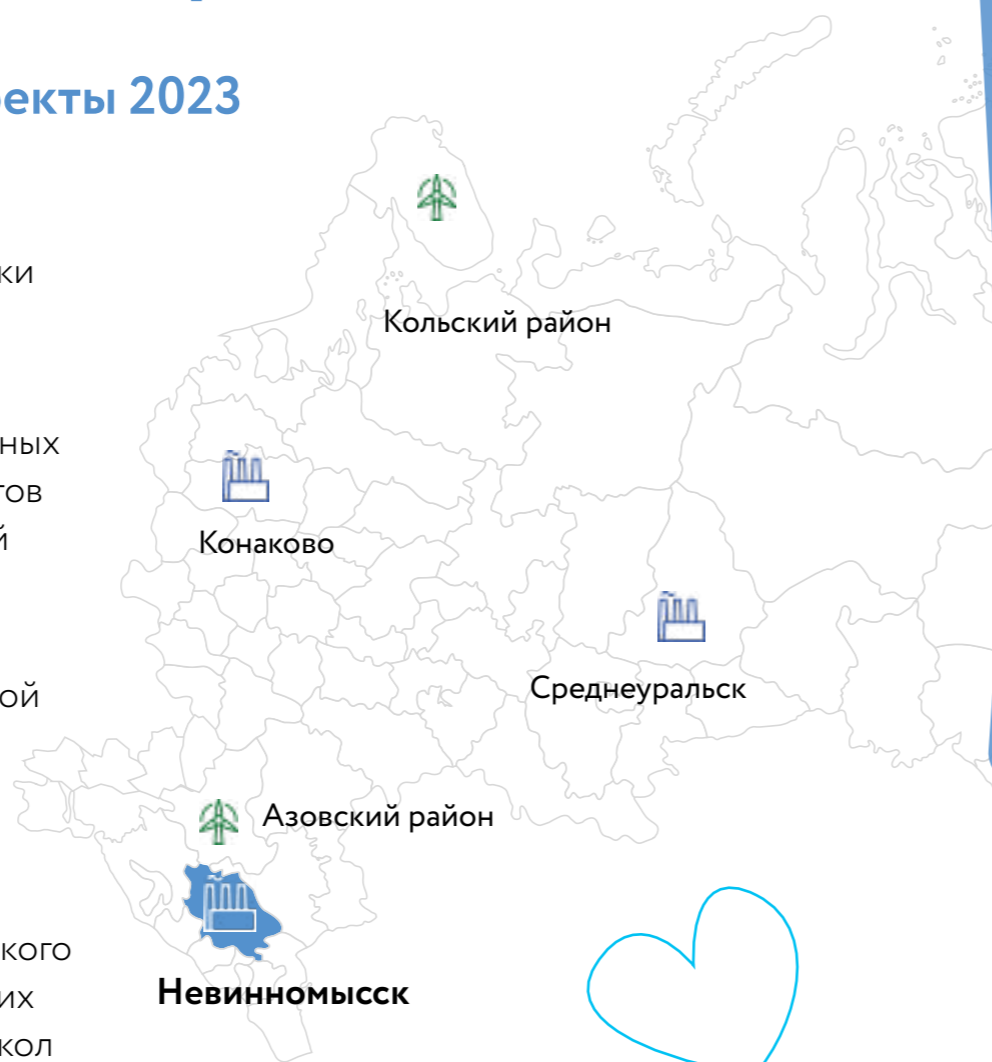 екты 2023
ки
Кольский район
ных
тов
й
Конаково
Среднеуральск
ой
Азовский район
кого
их
Невинномысск
кол